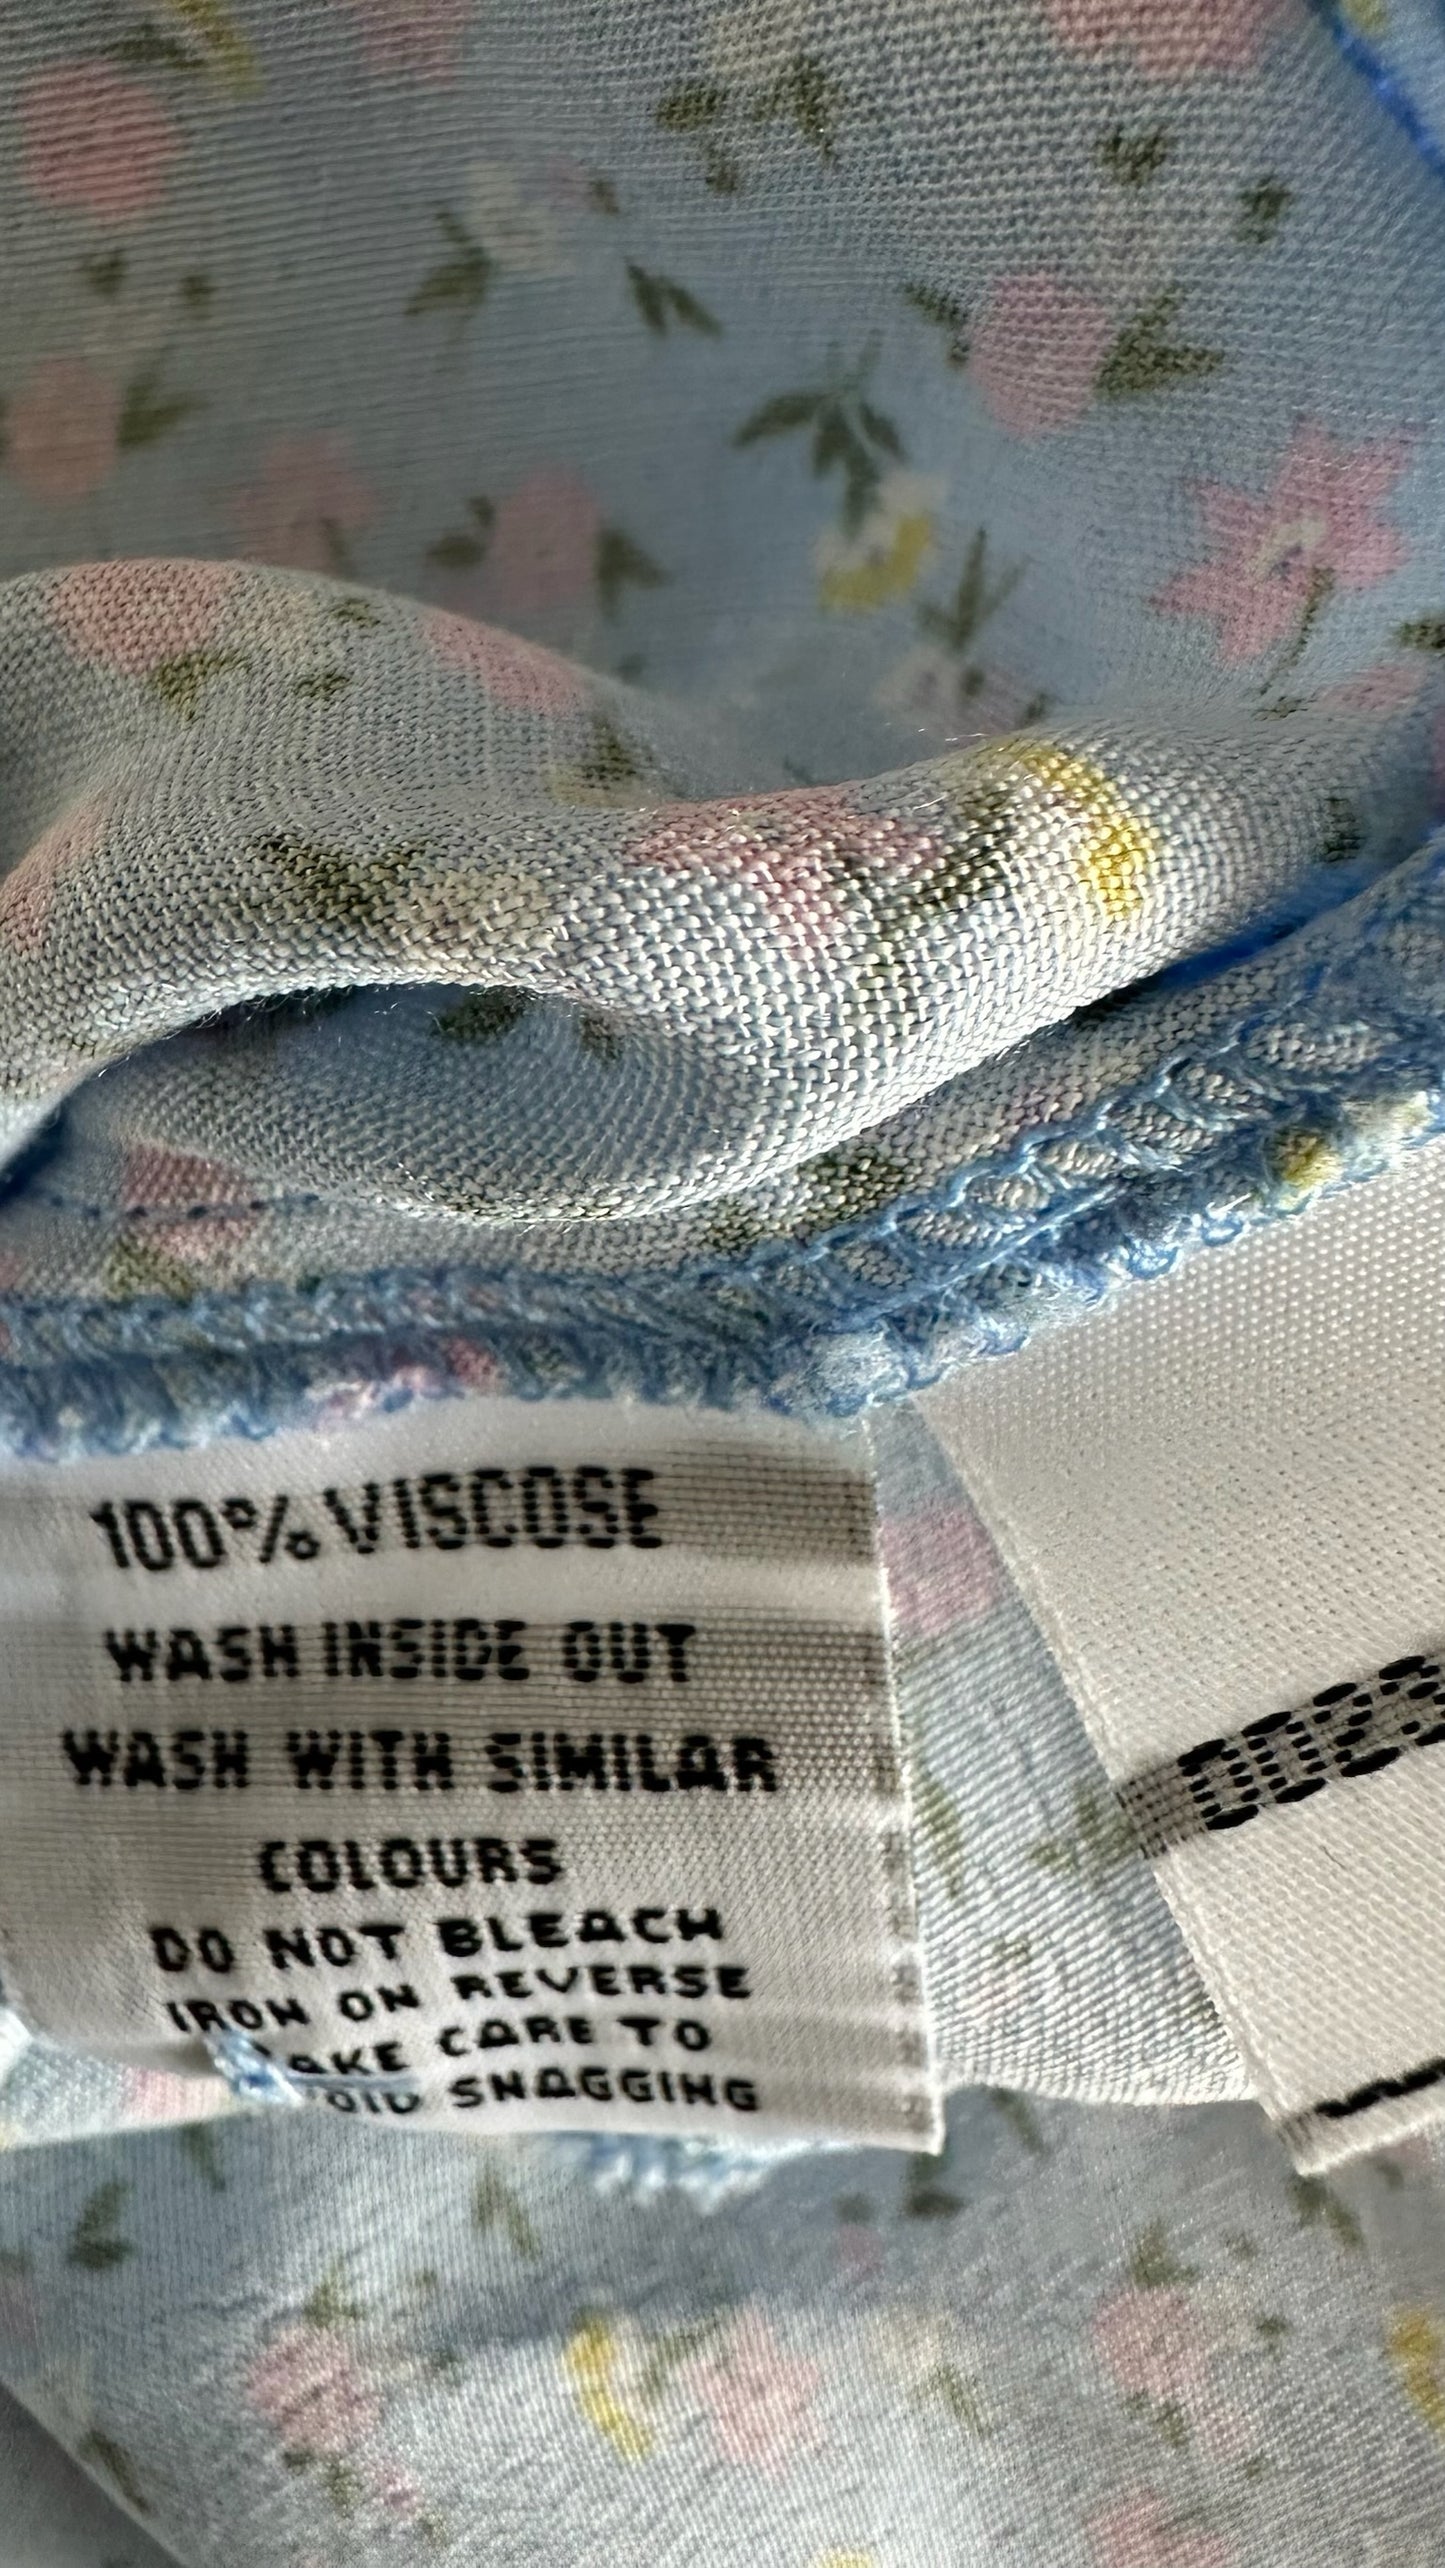 100% VISCOSE
WASH INSIDE OUT
WASH WITH SIMILAR
COLOURS
DO NOT BLEACH
IRON ON REVERSE
AKE CARE TO
OID SNAGGING